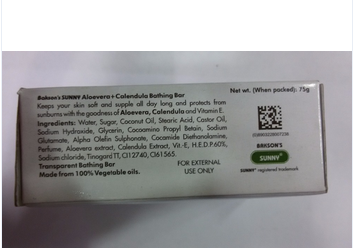 Bakson's SUNNY Aloevera+Calendula Bathing Bar
Net wt. (When packed): 75g
Keeps your skin soft and supple all day long and protects from
sunburns with the goodness of Aloevera, Calendula and Vitamin E.
Ingredients: Water, Sugar, Coconut Oil, Stearic Acid, Castor Oil,
Sodium Hydroxide, Glycerin, Cocoamino Propyl Betain, Sodium
Glutamate, Alpha Olefin Sulphonate, Cocamide Diethanolamine,
Perfume, Aloevera extract, Calendula Extract, Vit.-E, H.E.D.P.60%,
Sodium chloride, Tinogard TT, CI12740, CI61565.
Transparent Bathing Bar
Made from 100% Vegetable oils.
FOR EXTERNAL
USE ONLY
BAKSON'S
SUNNY®
SUNNY® registered trademark